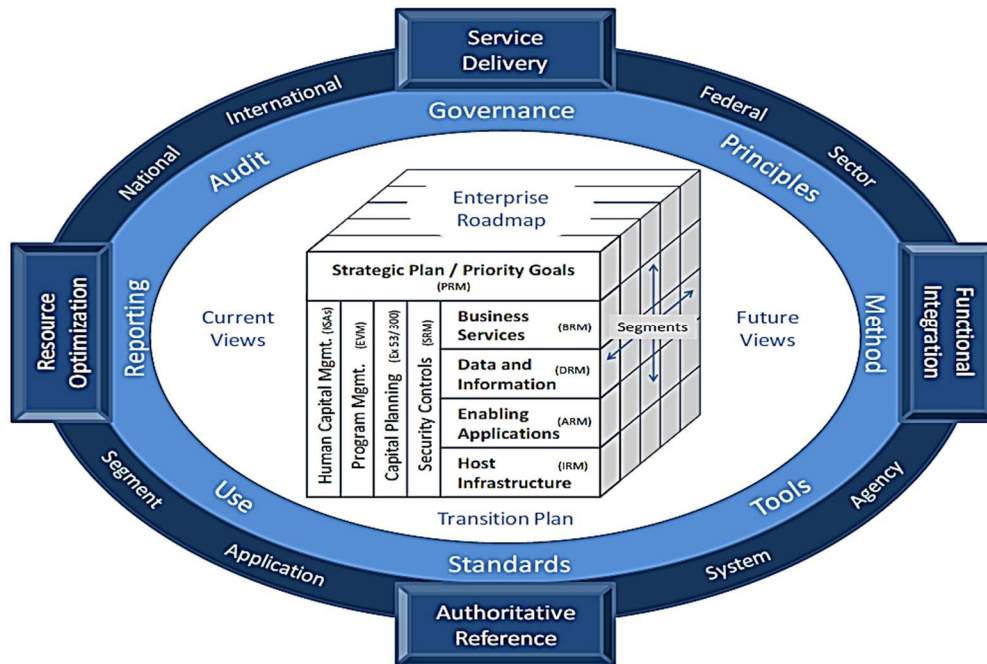 Service
Delivery
International
National
Federal
Sector
Governance
Audit
Principles
Resource
Optimization
Reporting
Current
Views
Enterprise
Roadmap
Strategic Plan / Priority Goals
(PRM)
Human Capital Mgmt. (KSAs)
Program Mgmt. (EVM)
Capital Planning (Ex 53/300)
Security Controls (SRM)
Business
Services (BRM)
Data and
Information (DRM)
Enabling
Applications (ARM)
Host (IRM)
Infrastructure
Segments
Future
Views
Method
Functional
Integration
Transition Plan
Use
Tools
Standards
Segment
Application
System
Agency
Authoritative
Reference